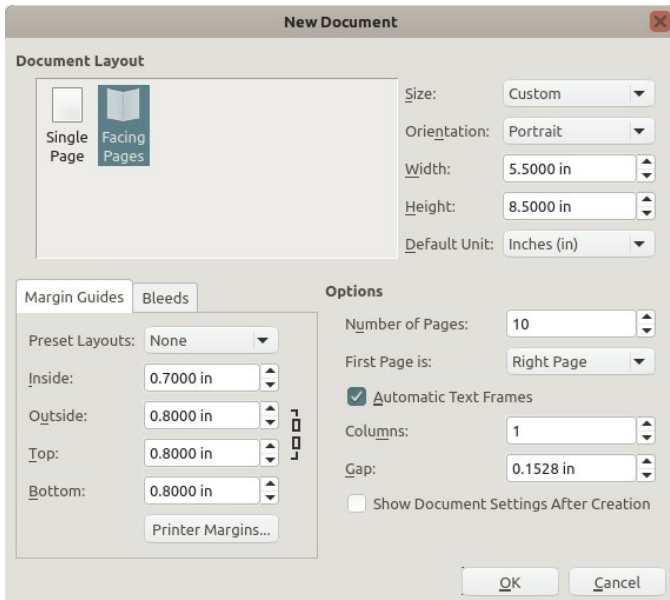 New Document
Document Layout
Single
Page
Facing
Pages
Size: Custom
Orientation: Portrait
Width: 5.5000 in
Height: 8.5000 in
Default Unit: Inches (in)
Margin Guides Bleeds
Preset Layouts: None
Inside: 0.7000 in
Outside: 0.8000 in
Top: 0.8000 in
Bottom: 0.8000 in
Printer Margins...
Options
Number of Pages: 10
First Page is: Right Page
Automatic Text Frames
Columns: 1
Gap: 0.1528 in
Show Document Settings After Creation
OK Cancel